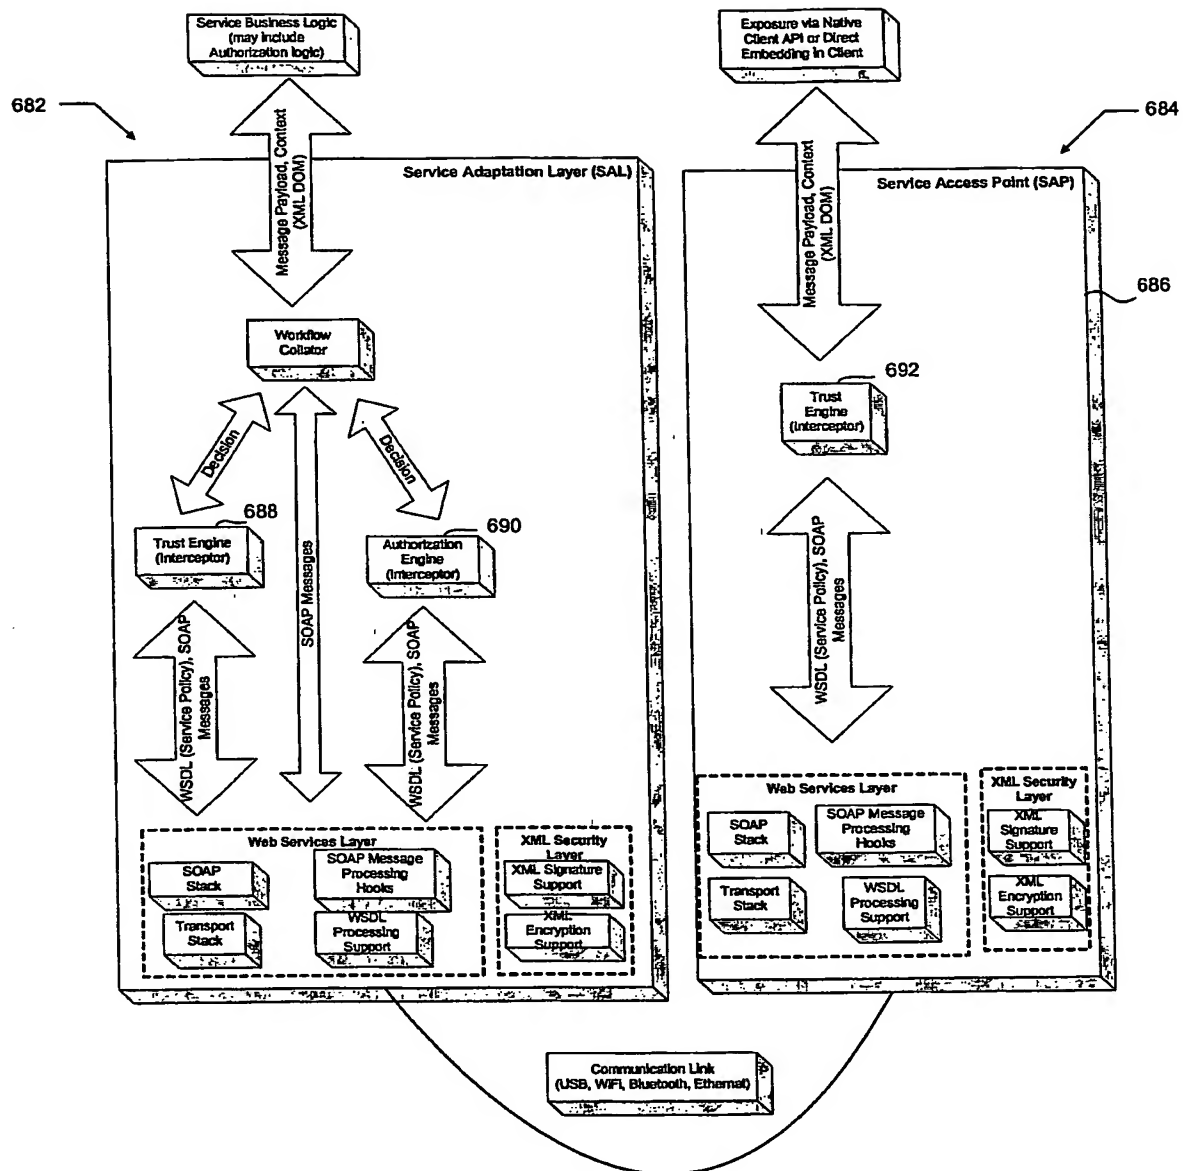 Service Business Logic
(may include
Authorization logic)
Exposure via Native
Client API or Direct
Embedding in Client
682
684
Message Payload, Context
(XML DOM)
Service Adaptation Layer (SAL)
Message Payload, Context
(XML DOM)
Service Access Point (SAP)
686
Workflow
Collator
692
Trust
Engine
(Interceptor)
Decision
Decision
688
690
Trust Engine
(Interceptor)
Authorization
Engine
(Interceptor)
SOAP Messages
WSDL (Service Policy), SOAP
Messages
WSDL (Service Policy), SOAP
Messages
WSDL (Service Policy), SOAP
Messages
Web Services Layer
SOAP
Stack
SOAP Message
Processing
Hooks
Transport
Stack
WSDL
Processing
Support
XML Security
Layer
XML Signature
Support
XML
Encryption
Support
Web Services Layer
SOAP
Stack
SOAP Message
Processing
Hooks
Transport
Stack
WSDL
Processing
Support
XML Security
Layer
XML
Signature
Support
XML
Encryption
Support
Communication Link
(USB, WiFi, Bluetooth, Ethernet)